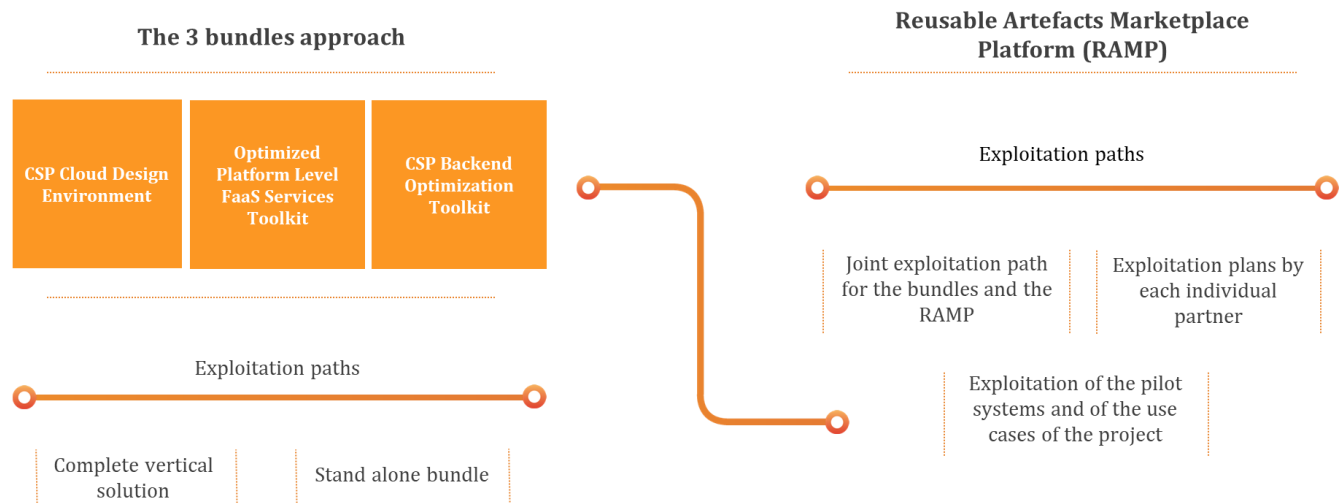 The 3 bundles approach
CSP Cloud Design
Environment
Optimized
Platform Level
FaaS Services
Toolkit
CSP Backend
Optimization
Toolkit
Exploitation paths
Complete vertical
solution
Stand alone bundle
Reusable Artefacts Marketplace
Platform (RAMP)
Exploitation paths
Joint exploitation path
for the bundles and the
RAMP
Exploitation plans by
each individual
partner
Exploitation of the pilot
systems and of the use
cases of the project